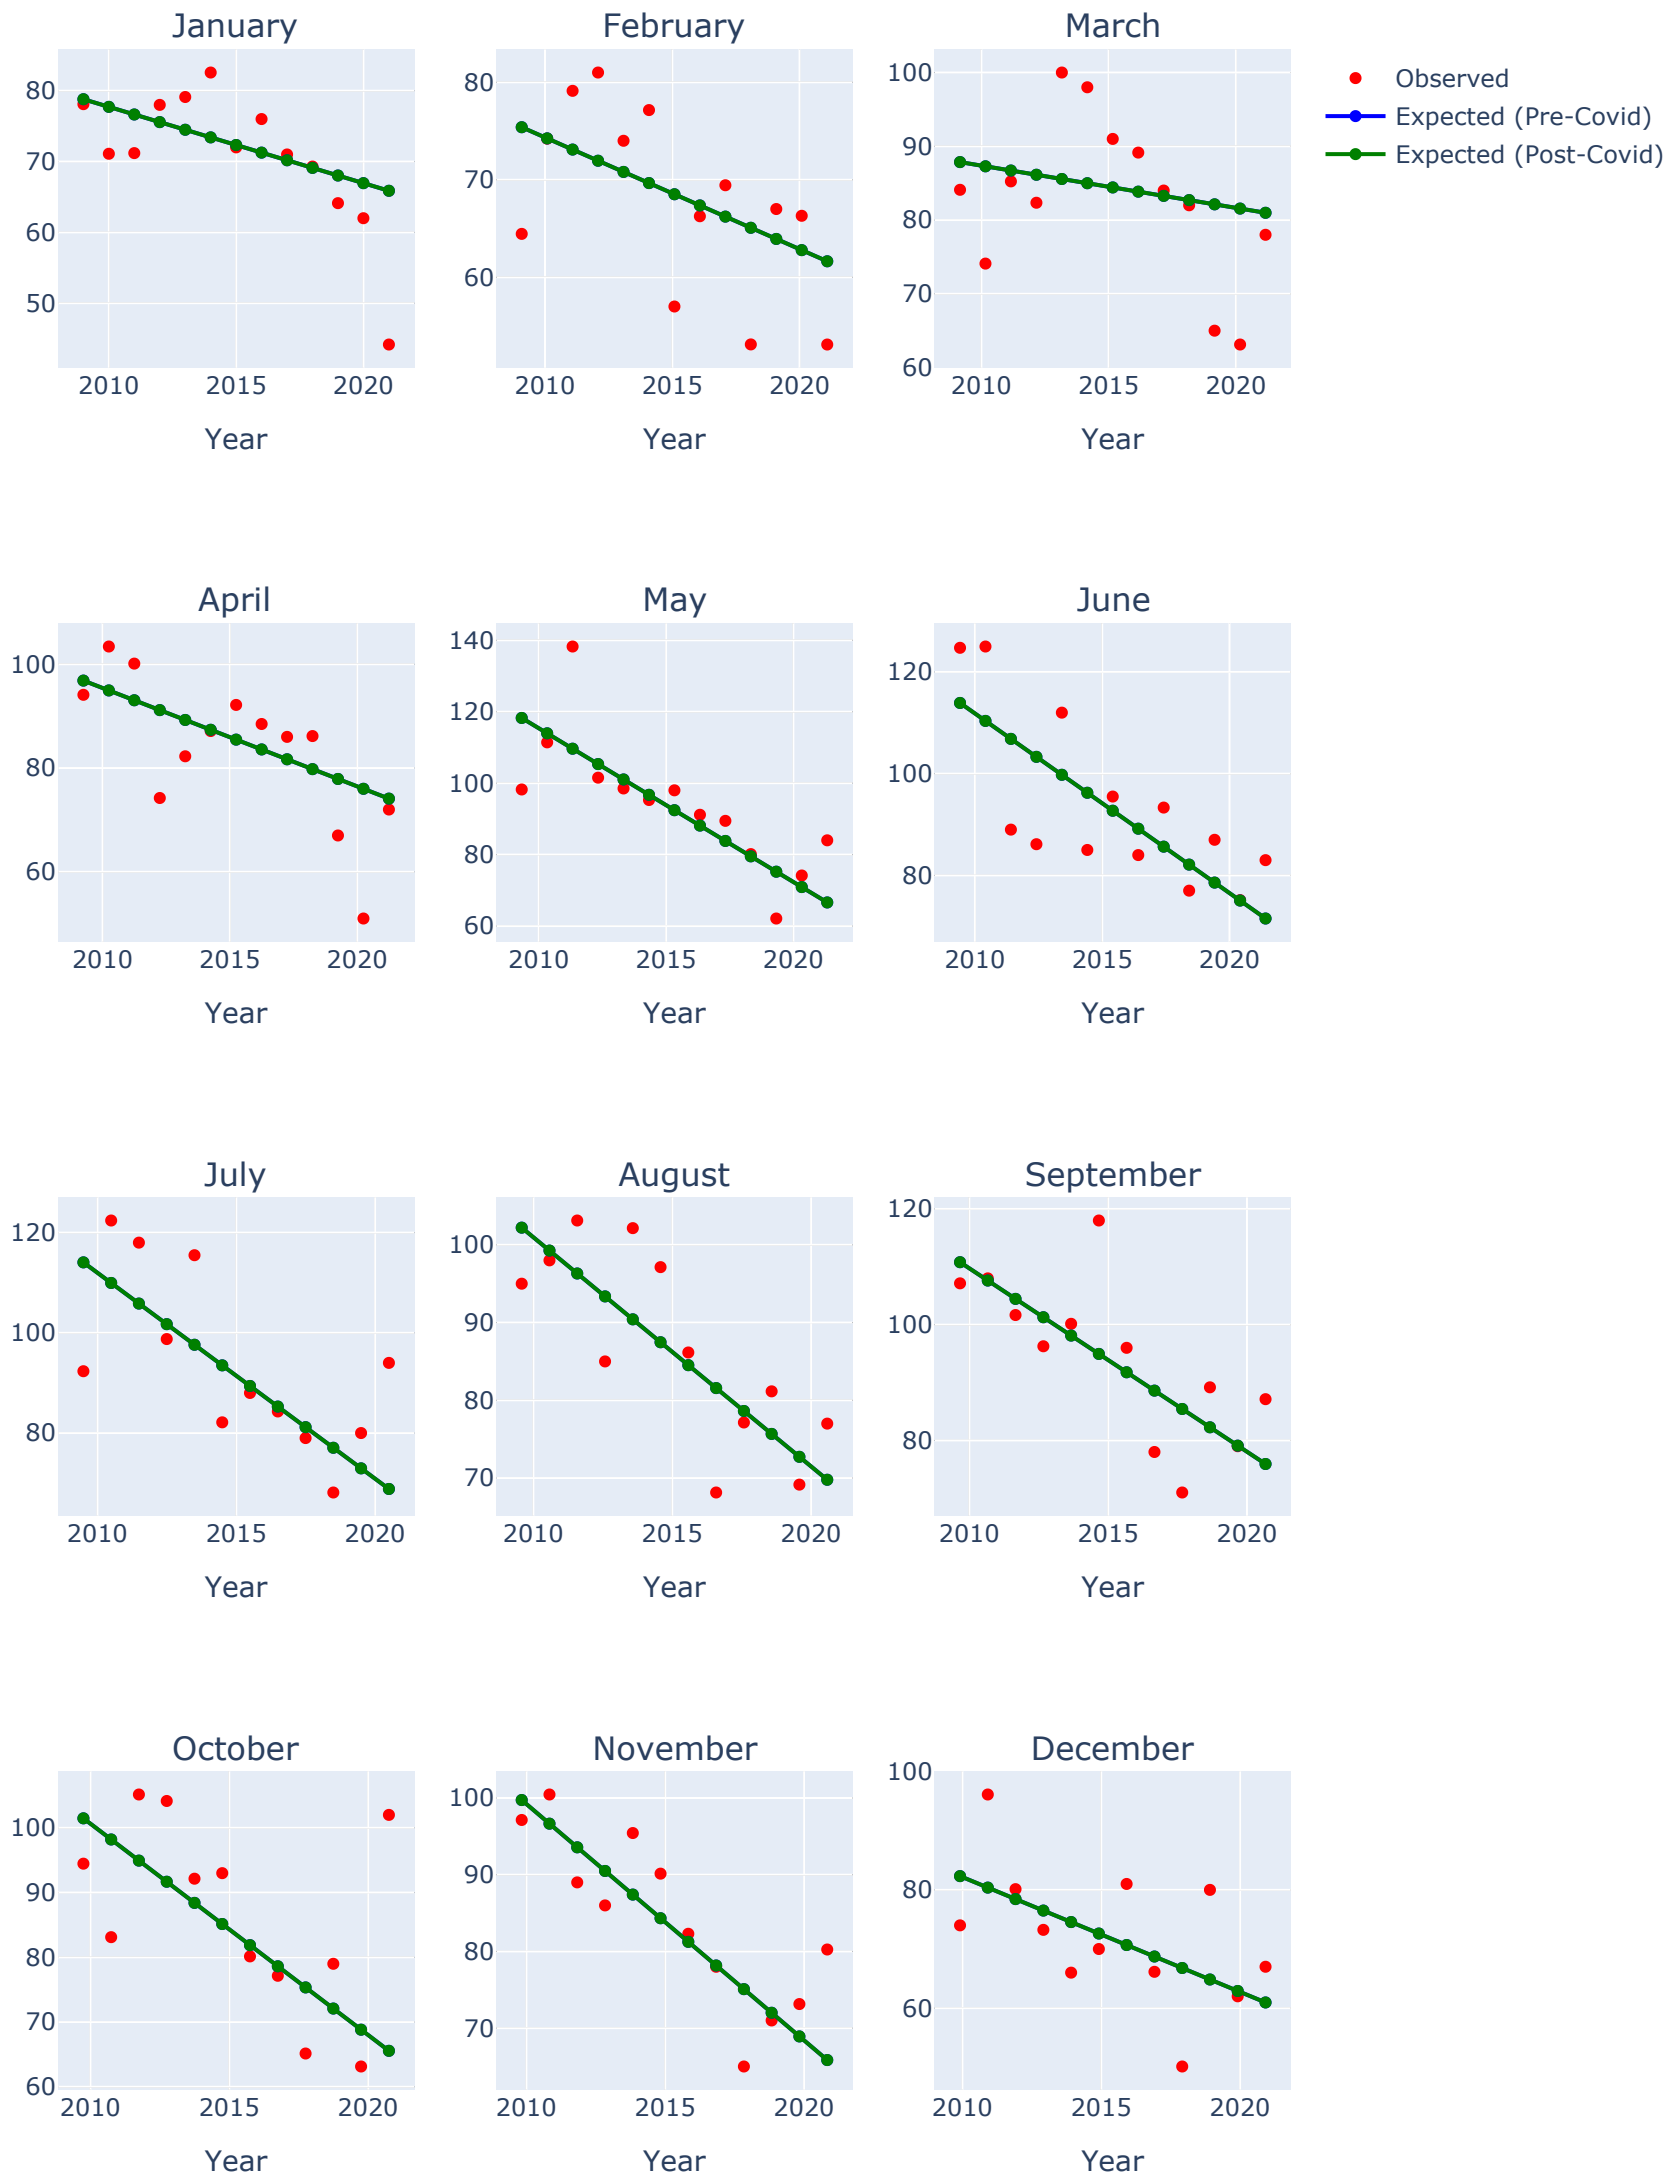 January February March
80
70
60
50
2010 2015 2020
Year
80
70
60
2010 2015 2020
Year
100
90
80
70
60
2010 2015 2020
Year
Observed
Expected (Pre-Covid)
Expected (Post-Covid)
April May June
100
80
60
2010 2015 2020
Year
140
120
100
80
60
2010 2015 2020
Year
120
100
80
2010 2015 2020
Year
July August September
120
100
80
2010 2015 2020
Year
100
90
80
70
2010 2015 2020
Year
120
100
80
2010 2015 2020
Year
October November December
100
90
80
70
60
2010 2015 2020
Year
100
90
80
70
2010 2015 2020
Year
100
80
60
2010 2015 2020
Year